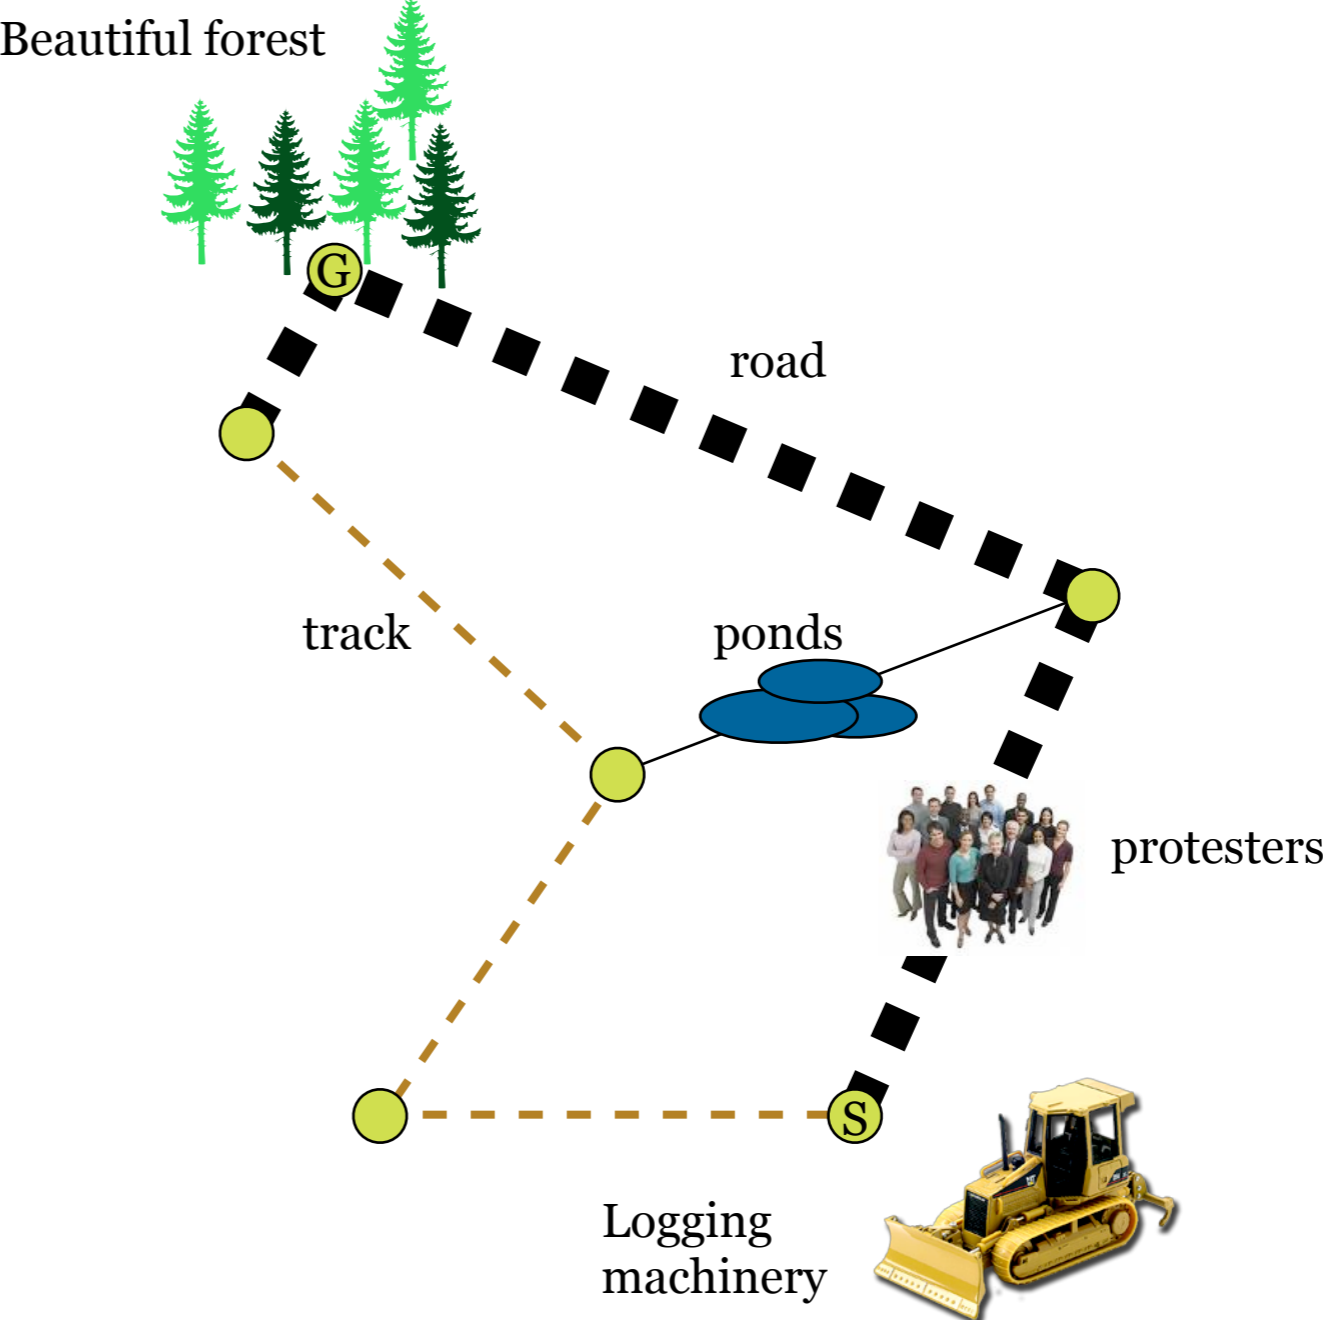 Beautiful forest
G
road
track
ponds
protesters
S
Logging
machinery